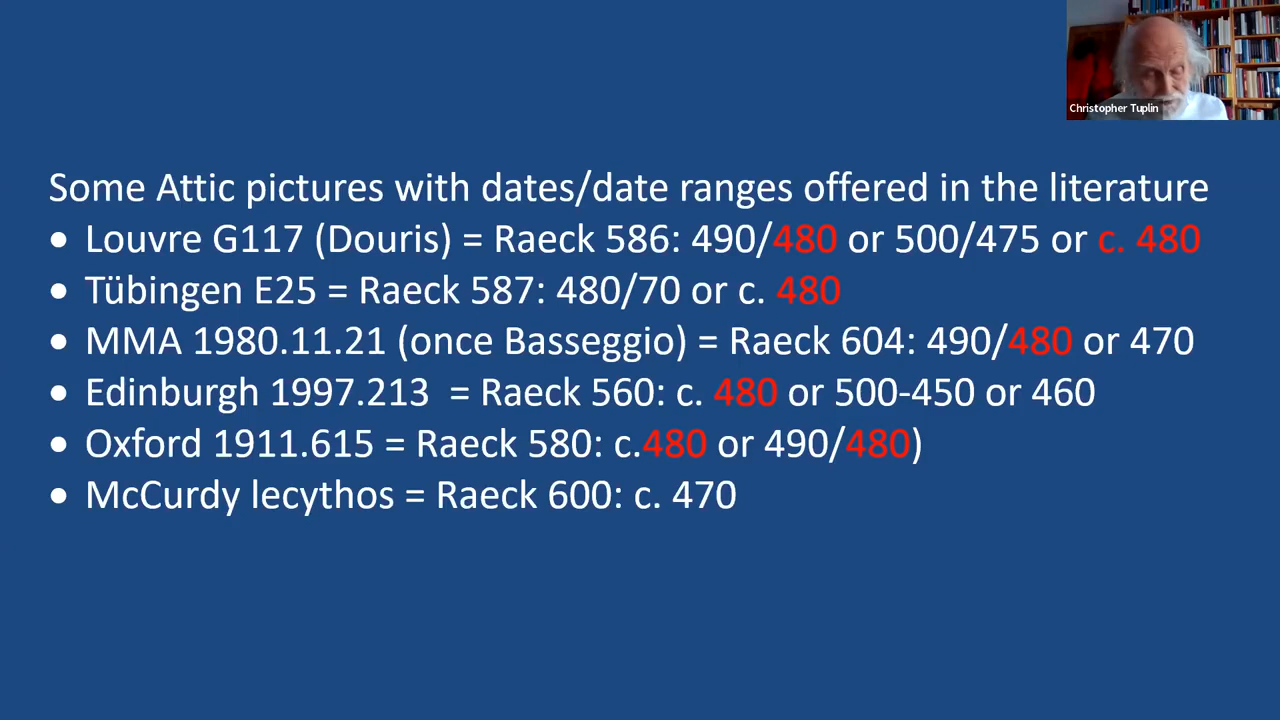 Christopher Tuplin
Some Attic pictures with dates/date ranges offered in the literature
• Louvre G117 (Douris) = Raeck 586: 490/480 or 500/475 or c. 480
• Tübingen E25 = Raeck 587: 480/70 or c. 480
• MMA 1980.11.21 (once Basseggio) = Raeck 604: 490/480 or 470
• Edinburgh 1997.213  = Raeck 560: c. 480 or 500-450 or 460
• Oxford 1911.615 = Raeck 580: c.480 or 490/480)
• McCurdy lecythos = Raeck 600: c. 470